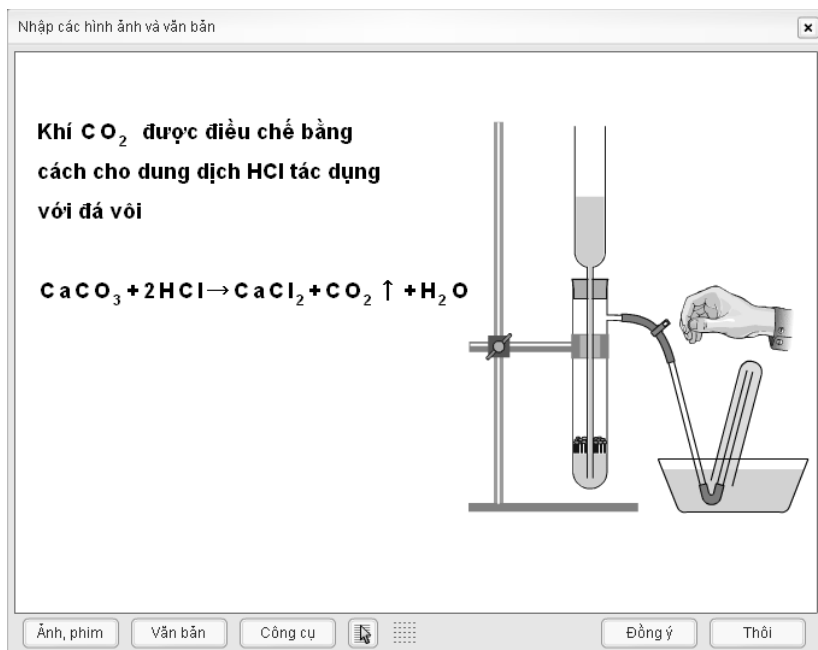 Nhập các hình ảnh và văn bản
Khí CO₂ được điều chế bằng
cách cho dung dịch HCl tác dụng
với đá vôi
CaCO₃ + 2HCl → CaCl₂ + CO₂ ↑ + H₂O
Ảnh, phim
Văn bản
Công cụ
Đồng ý
Thôi